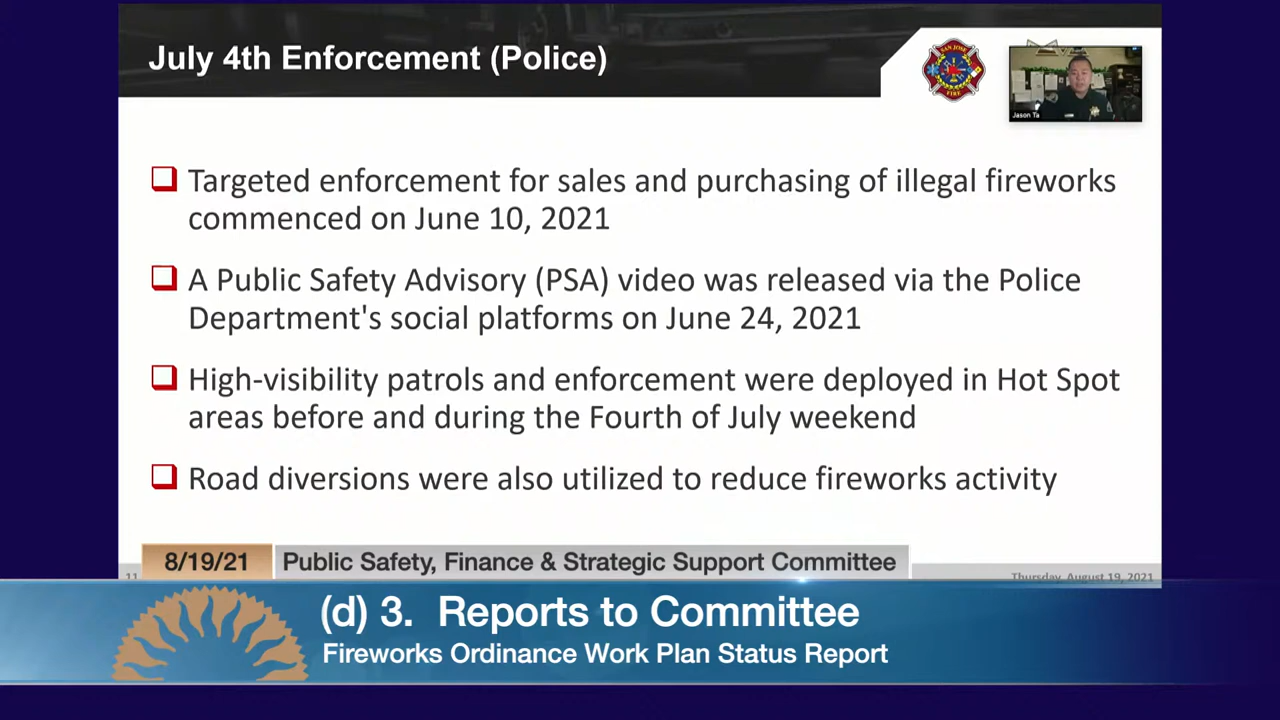 July 4th Enforcement (Police)
SAN JOSE
FIRE
Jason Ta
Targeted enforcement for sales and purchasing of illegal fireworks
commenced on June 10, 2021
A Public Safety Advisory (PSA) video was released via the Police
Department's social platforms on June 24, 2021
High-visibility patrols and enforcement were deployed in Hot Spot
areas before and during the Fourth of July weekend
Road diversions were also utilized to reduce fireworks activity
8/19/21
Public Safety, Finance & Strategic Support Committee
11
Thursday, August 19, 2021
(d) 3. Reports to Committee
Fireworks Ordinance Work Plan Status Report